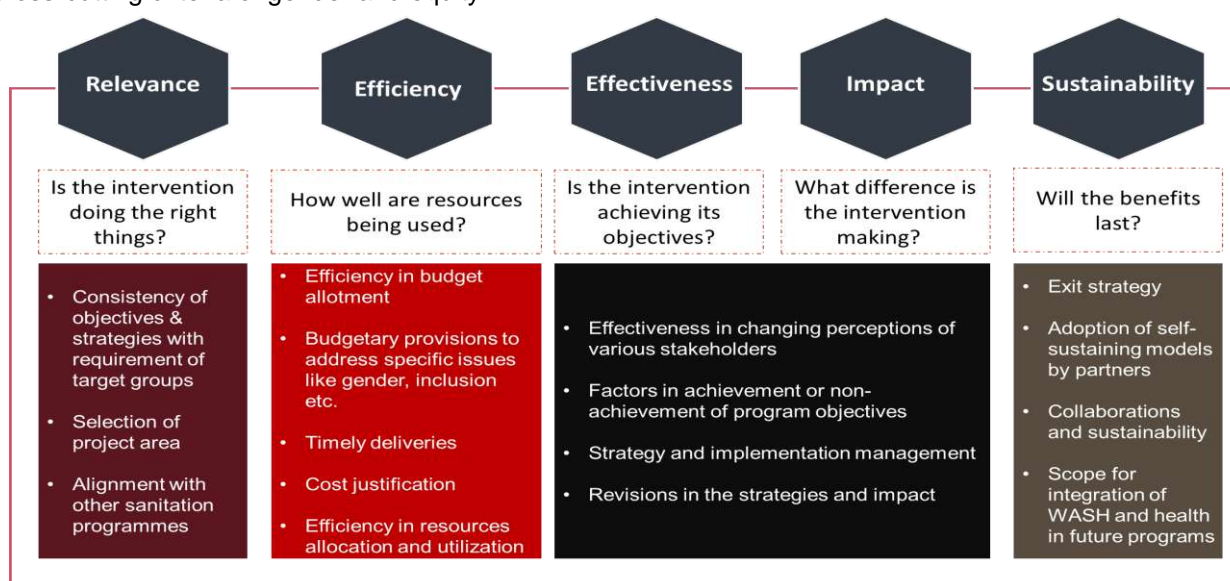 Relevance
Efficiency
Effectiveness
Impact
Sustainability
Is the intervention
doing the right
things?
How well are resources
being used?
Is the intervention
achieving its
objectives?
What difference is
the intervention
making?
Will the benefits
last?
• Consistency of
objectives &
strategies with
requirement of
target groups
• Selection of
project area
• Alignment with
other sanitation
programmes
• Efficiency in budget
allotment
• Budgetary provisions to
address specific issues
like gender, inclusion
etc.
• Timely deliveries
• Cost justification
• Efficiency in resources
allocation and utilization
• Effectiveness in changing perceptions of
various stakeholders
• Factors in achievement or non-
achievement of program objectives
• Strategy and implementation management
• Revisions in the strategies and impact
• Exit strategy
• Adoption of self-
sustaining models
by partners
• Collaborations
and sustainability
• Scope for
integration of
WASH and health
in future programs